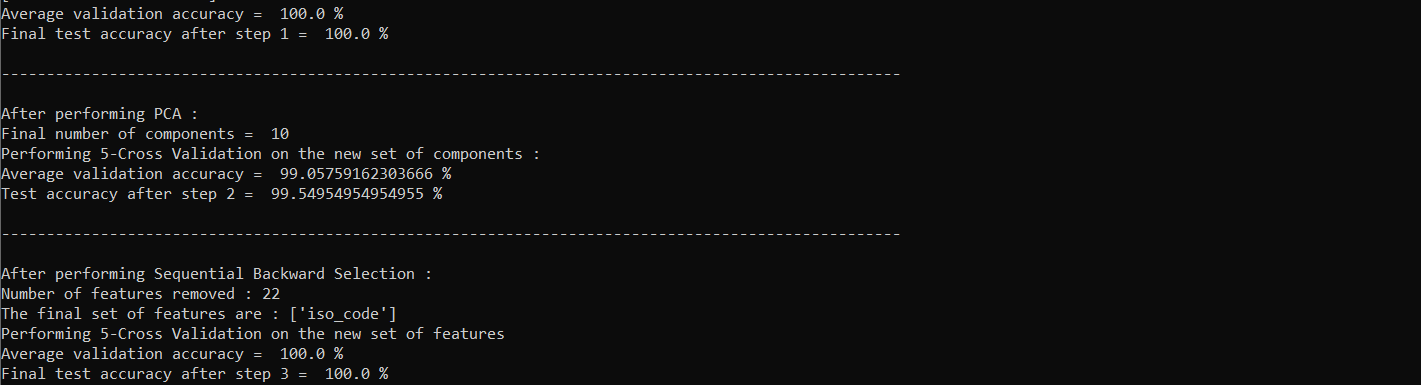 Average validation accuracy =  100.0 %
Final test accuracy after step 1 =  100.0 %
----------------------------------------------------------------------------------------------------
After performing PCA :
Final number of components =  10
Performing 5-Cross Validation on the new set of components :
Average validation accuracy =  99.05759162303666 %
Test accuracy after step 2 =  99.54954954954955 %
----------------------------------------------------------------------------------------------------
After performing Sequential Backward Selection :
Number of features removed : 22
The final set of features are : ['iso_code']
Performing 5-Cross Validation on the new set of features
Average validation accuracy =  100.0 %
Final test accuracy after step 3 =  100.0 %